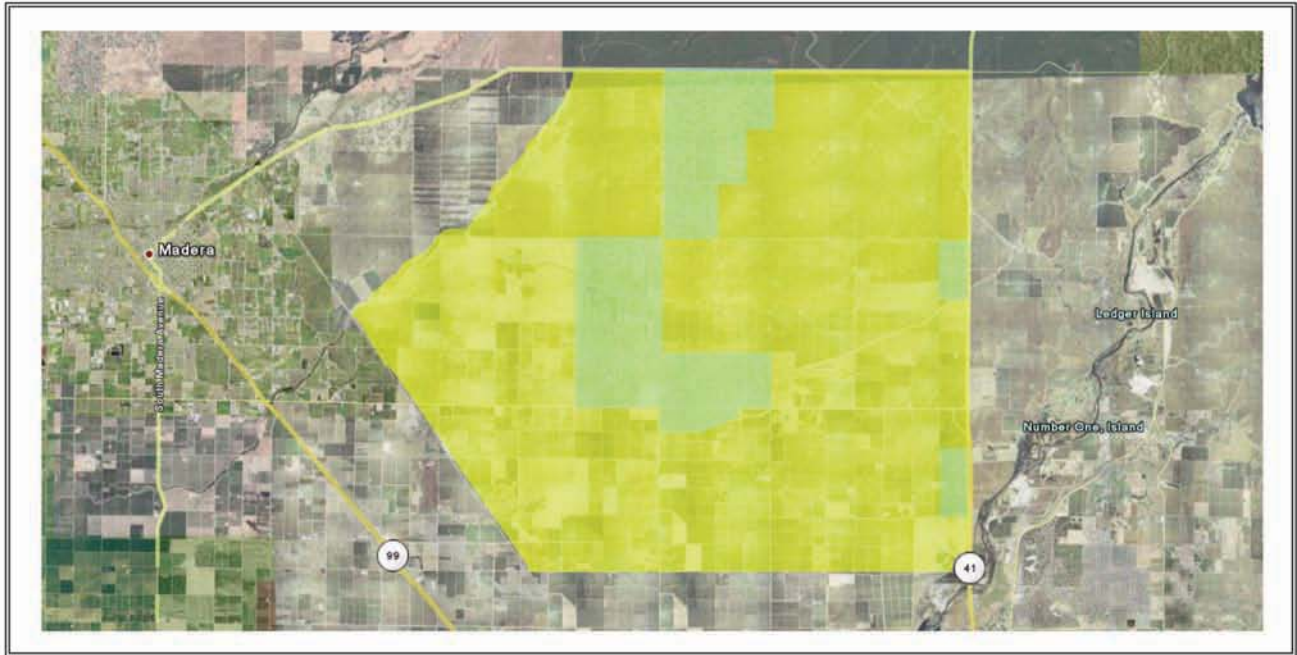 Madera
South Madera Avenue
Ledger Island
Number One, Island
99
41